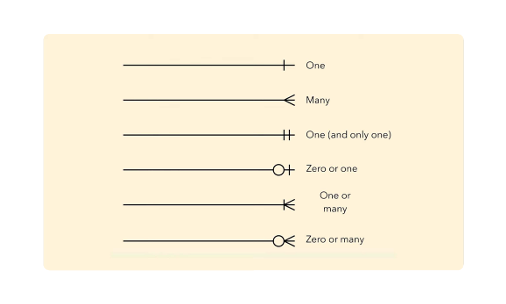 One
Many
One (and only one)
Zero or one
One or
many
Zero or many